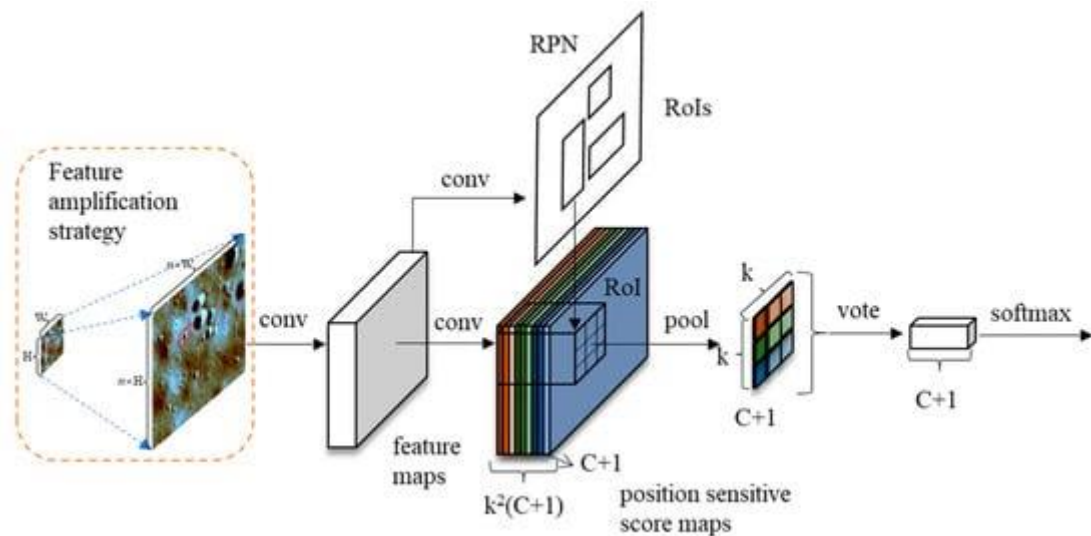 RPN
RoIs
Feature
amplification
strategy
conv
W
n×W
H
n×H
conv
conv
RoI
pool
k
k
vote
softmax
C+1
C+1
feature
maps
C+1
k²(C+1)
position sensitive
score maps